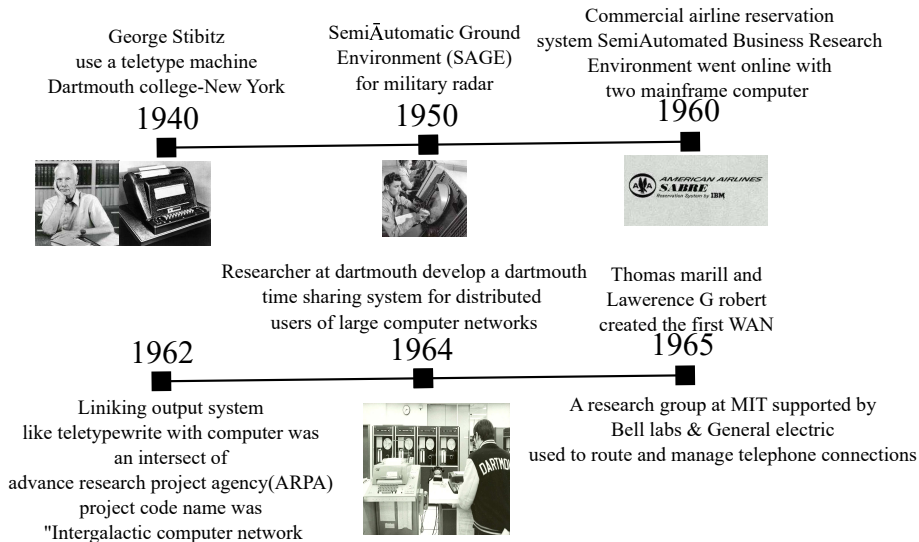 George Stibitz
use a teletype machine
Dartmouth college-New York
1940
SemiĀutomatic Ground
Environment (SAGE)
for military radar
1950
Commercial airline reservation
system SemiAutomated Business Research
Environment went online with
two mainframe computer
1960
AA
AMERICAN AIRLINES
SABRE
Reservation System by IBM
Researcher at dartmouth develop a dartmouth
time sharing system for distributed
users of large computer networks
1964
Thomas marill and
Lawerence G robert
created the first WAN
1965
1962
Liniking output system
like teletypewrite with computer was
an intersect of
advance research project agency(ARPA)
project code name was
"Intergalactic computer network
DARTMO
A research group at MIT supported by
Bell labs & General electric
used to route and manage telephone connections